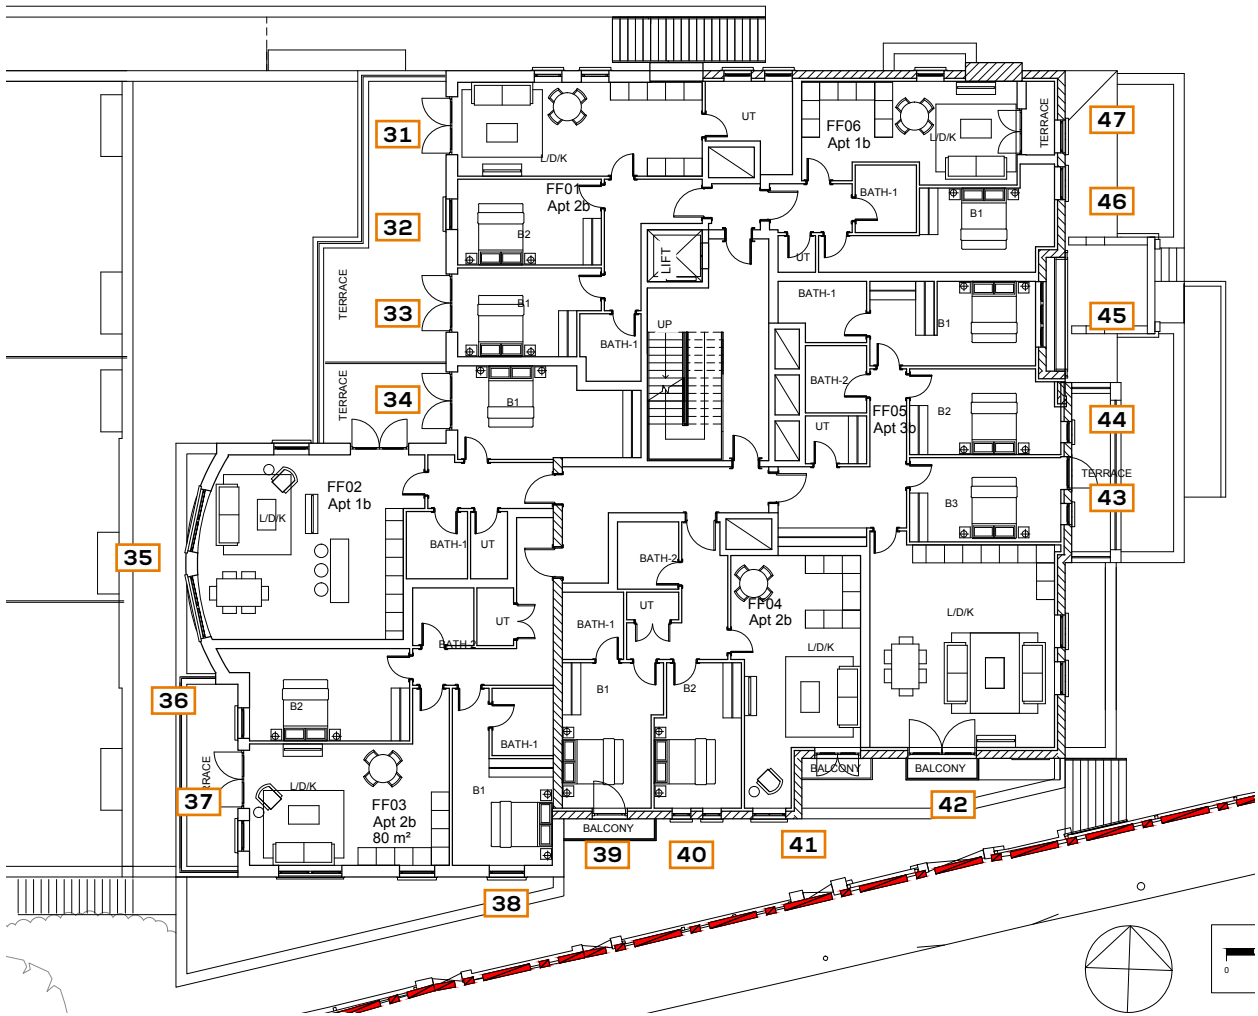 31
UT
FF06
Apt 1b
TERRACE
47
L/D/K
L/D/K
FF01
Apt 2b
BATH-1
46
32
B2
B1
LIFT
UT
TERRACE
33
B1
BATH-1
45
UP
B1
BATH-1
BATH-2
TERRACE
34
B1
FF05
Apt 3b
B2
44
UT
TERRACE
43
FF02
Apt 1b
B3
L/D/K
35
BATH-1
UT
BATH-2
UT
FF04
Apt 2b
L/D/K
BATH-1
UT
BATH-2
L/D/K
36
B2
B1
B2
BATH-1
RRACE
L/D/K
BALCONY
BALCONY
37
FF03
Apt 2b
80 m²
B1
42
BALCONY
39
40
41
38
0